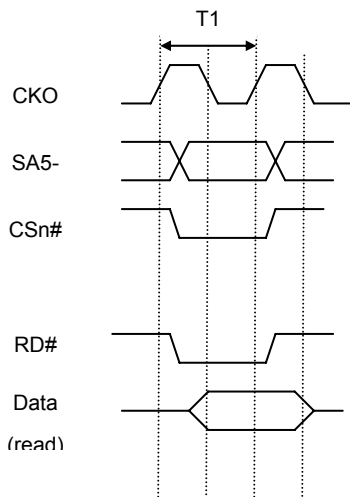 T1
CKO
SA5-
CSn#
RD#
Data
(read)